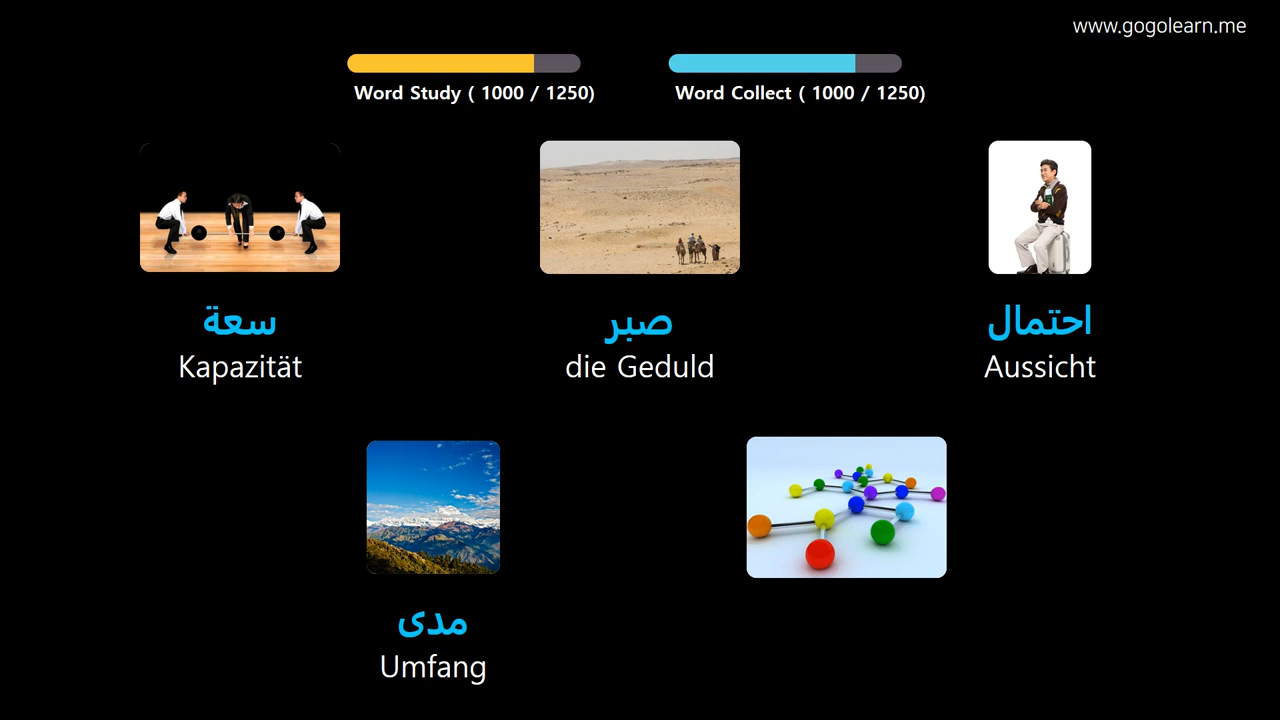 www.gogolearn.me
Word Study ( 1000 / 1250)
Word Collect ( 1000 / 1250)
سعة
Kapazität
صبر
die Geduld
احتمال
Aussicht
مدى
Umfang